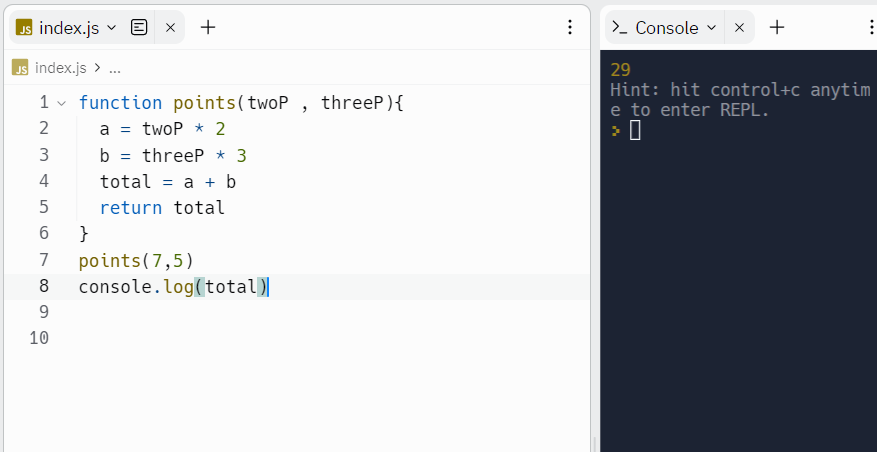 JS index.js
JS index.js > ...
1 function points(twoP , threeP){
2 a = twoP * 2
3 b = threeP * 3
4 total = a + b
5 return total
6 }
7 points(7,5)
8 console.log(total)
9
10
>_ Console
29
Hint: hit control+c anytim
e to enter REPL.
>